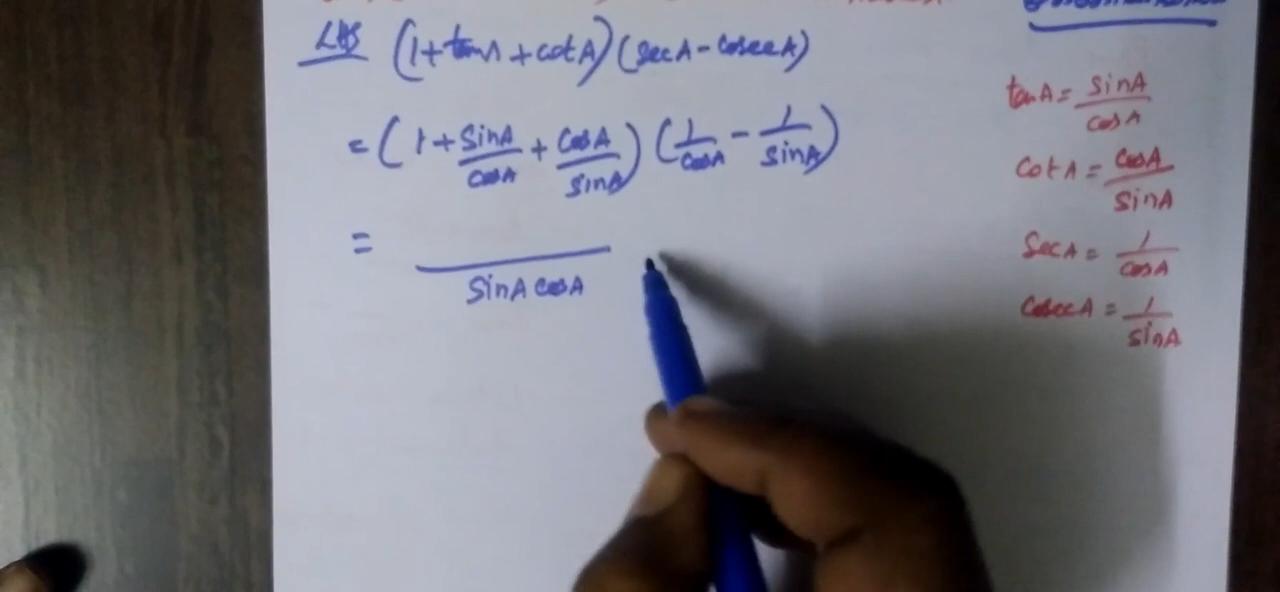 LHS (1+tanA+cotA)(secA-cosecA)
= (1+sinA/cosA + cosA/sinA) (1/cosA - 1/sinA)
= /sinA cosA
tanA = sinA/cosA
cotA = cosA/sinA
SecA = 1/cosA
CosecA = 1/sinA